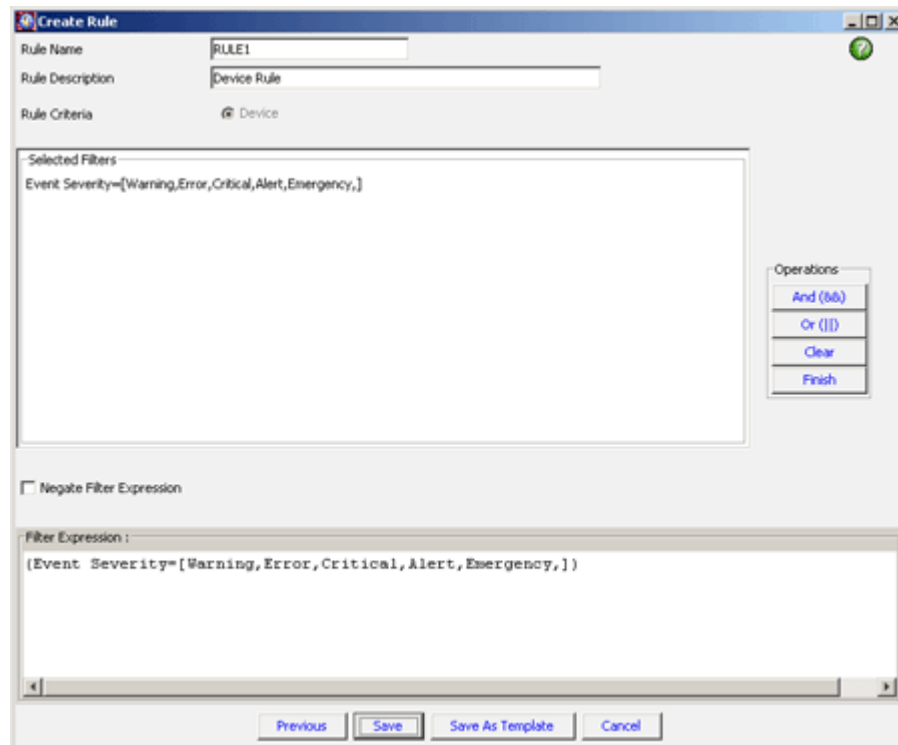 Create Rule
Rule Name RULE1
Rule Description Device Rule
Rule Criteria Device
Selected Filters
Event Severity=[Warning,Error,Critical,Alert,Emergency,]
Operations
And (&&)
Or (||)
Clear
Finish
Negate Filter Expression
Filter Expression :
(Event Severity=[Warning,Error,Critical,Alert,Emergency,])
Previous Save Save As Template Cancel